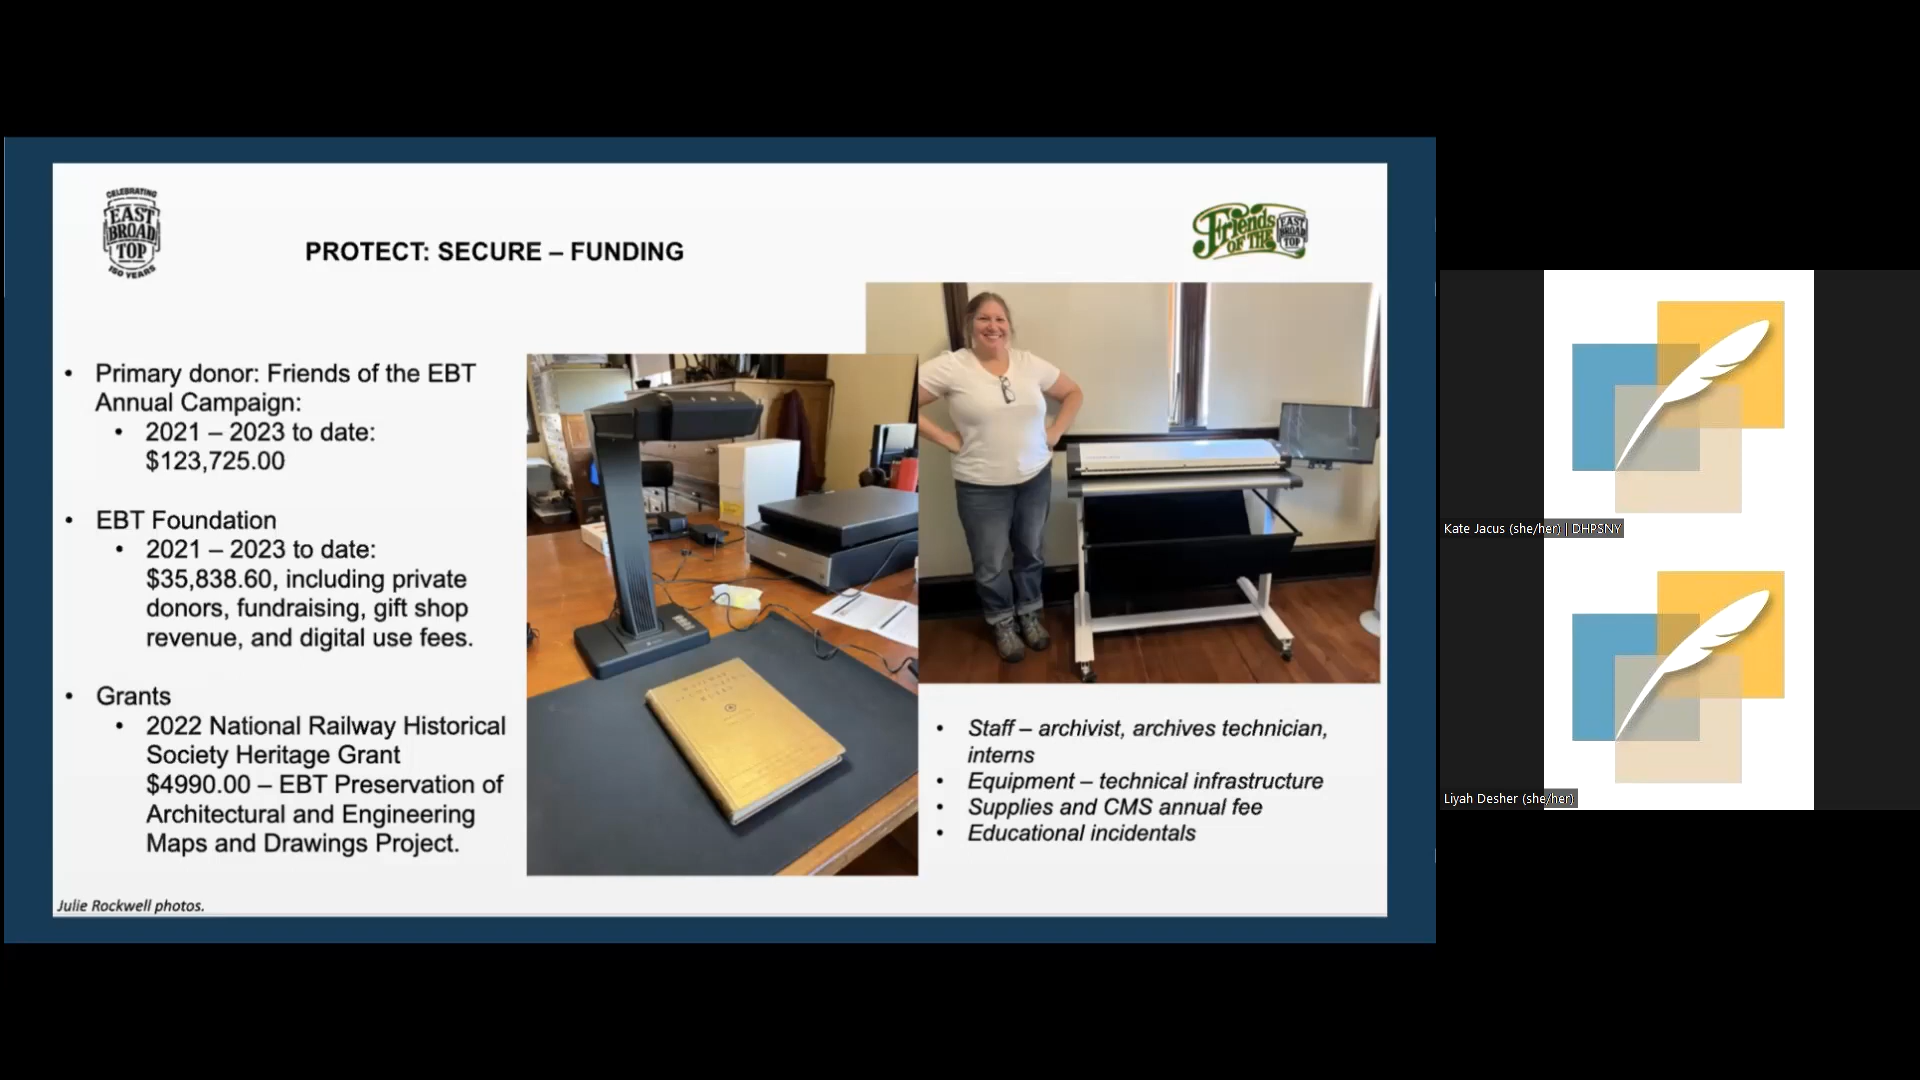 CELEBRATING
EAST
BROAD
TOP
150 YEARS
PROTECT: SECURE – FUNDING
Friends
OF THE
EAST
BROAD
TOP
• Primary donor: Friends of the EBT
Annual Campaign:
• 2021 – 2023 to date:
$123,725.00
• EBT Foundation
• 2021 – 2023 to date:
$35,838.60, including private
donors, fundraising, gift shop
revenue, and digital use fees.
• Grants
• 2022 National Railway Historical
Society Heritage Grant
$4990.00 – EBT Preservation of
Architectural and Engineering
Maps and Drawings Project.
• Staff – archivist, archives technician,
interns
• Equipment – technical infrastructure
• Supplies and CMS annual fee
• Educational incidentals
Julie Rockwell photos.
Kate Jacus (she/her) | DHPSNY
Liyah Desher (she/her)